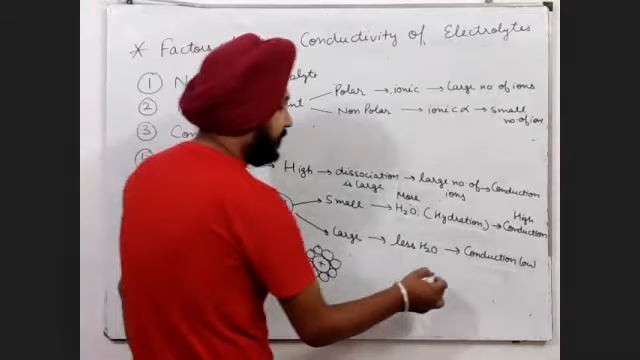 * Factors Conductivity of Electrolytes
① N alyte
② nt Polar → ionic → Large no of ions
Non Polar → ionic α → small no of ion
③ Con
High → dissociation is large → large no of ions → Conduction
Small → More H₂O (Hydration) → High Conduction
Large → less H₂O → Conduction low
+